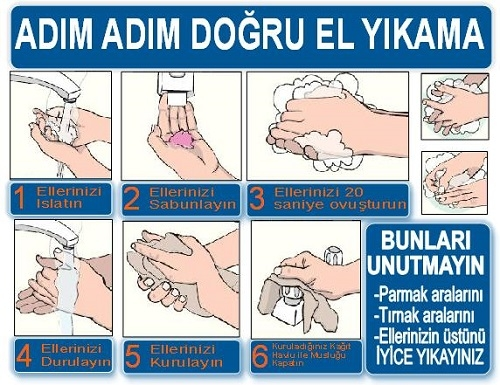 ADIM ADIM DOĞRU EL YIKAMA
1 Ellerinizi
Islatın
2 Ellerinizi
Sabunlayın
3 Ellerinizi 20
saniye ovuşturun
4 Ellerinizi
Durulayın
5 Ellerinizi
Kurulayın
6 Kuruladığınız Kağıt
Havlu ile Musluğu
Kapatın
BUNLARI
UNUTMAYIN
-Parmak aralarını
-Tırnak aralarını
-Ellerinizin üstünü
İYİCE YIKAYINIZ